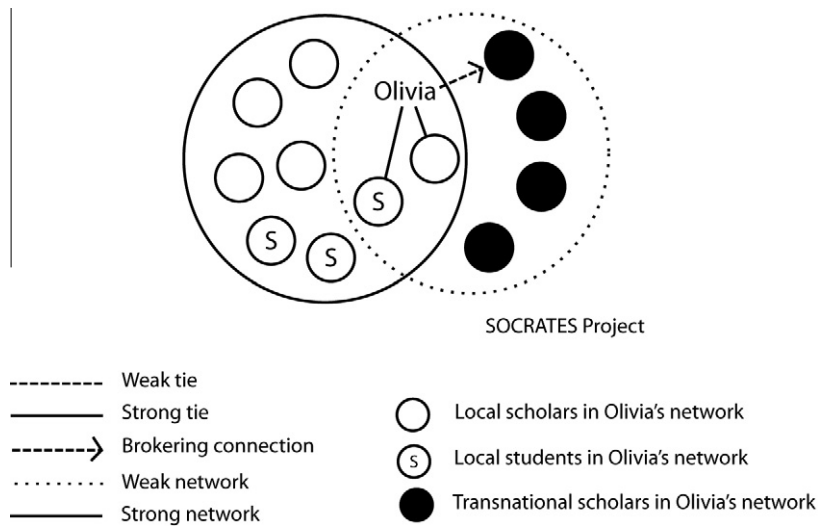 Olivia
S
S
S
SOCRATES Project
Weak tie
Strong tie
Brokering connection
Weak network
Strong network
Local scholars in Olivia's network
S Local students in Olivia's network
Transnational scholars in Olivia's network